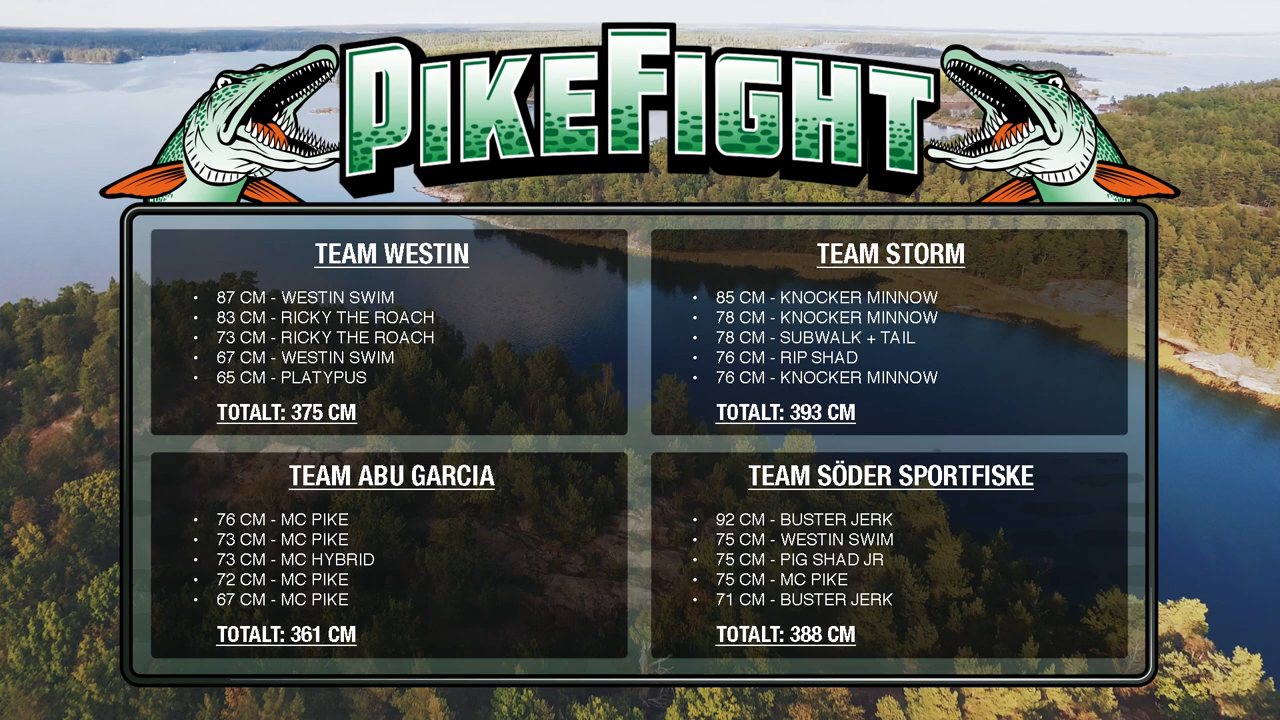 PIKEFIGHT
TEAM WESTIN
• 87 CM - WESTIN SWIM
• 83 CM - RICKY THE ROACH
• 73 CM - RICKY THE ROACH
• 67 CM - WESTIN SWIM
• 65 CM - PLATYPUS
TOTALT: 375 CM
TEAM STORM
• 85 CM - KNOCKER MINNOW
• 78 CM - KNOCKER MINNOW
• 78 CM - SUBWALK + TAIL
• 76 CM - RIP SHAD
• 76 CM - KNOCKER MINNOW
TOTALT: 393 CM
TEAM ABU GARCIA
• 76 CM - MC PIKE
• 73 CM - MC PIKE
• 73 CM - MC HYBRID
• 72 CM - MC PIKE
• 67 CM - MC PIKE
TOTALT: 361 CM
TEAM SÖDER SPORTFISKE
• 92 CM - BUSTER JERK
• 75 CM - WESTIN SWIM
• 75 CM - PIG SHAD JR
• 75 CM - MC PIKE
• 71 CM - BUSTER JERK
TOTALT: 388 CM